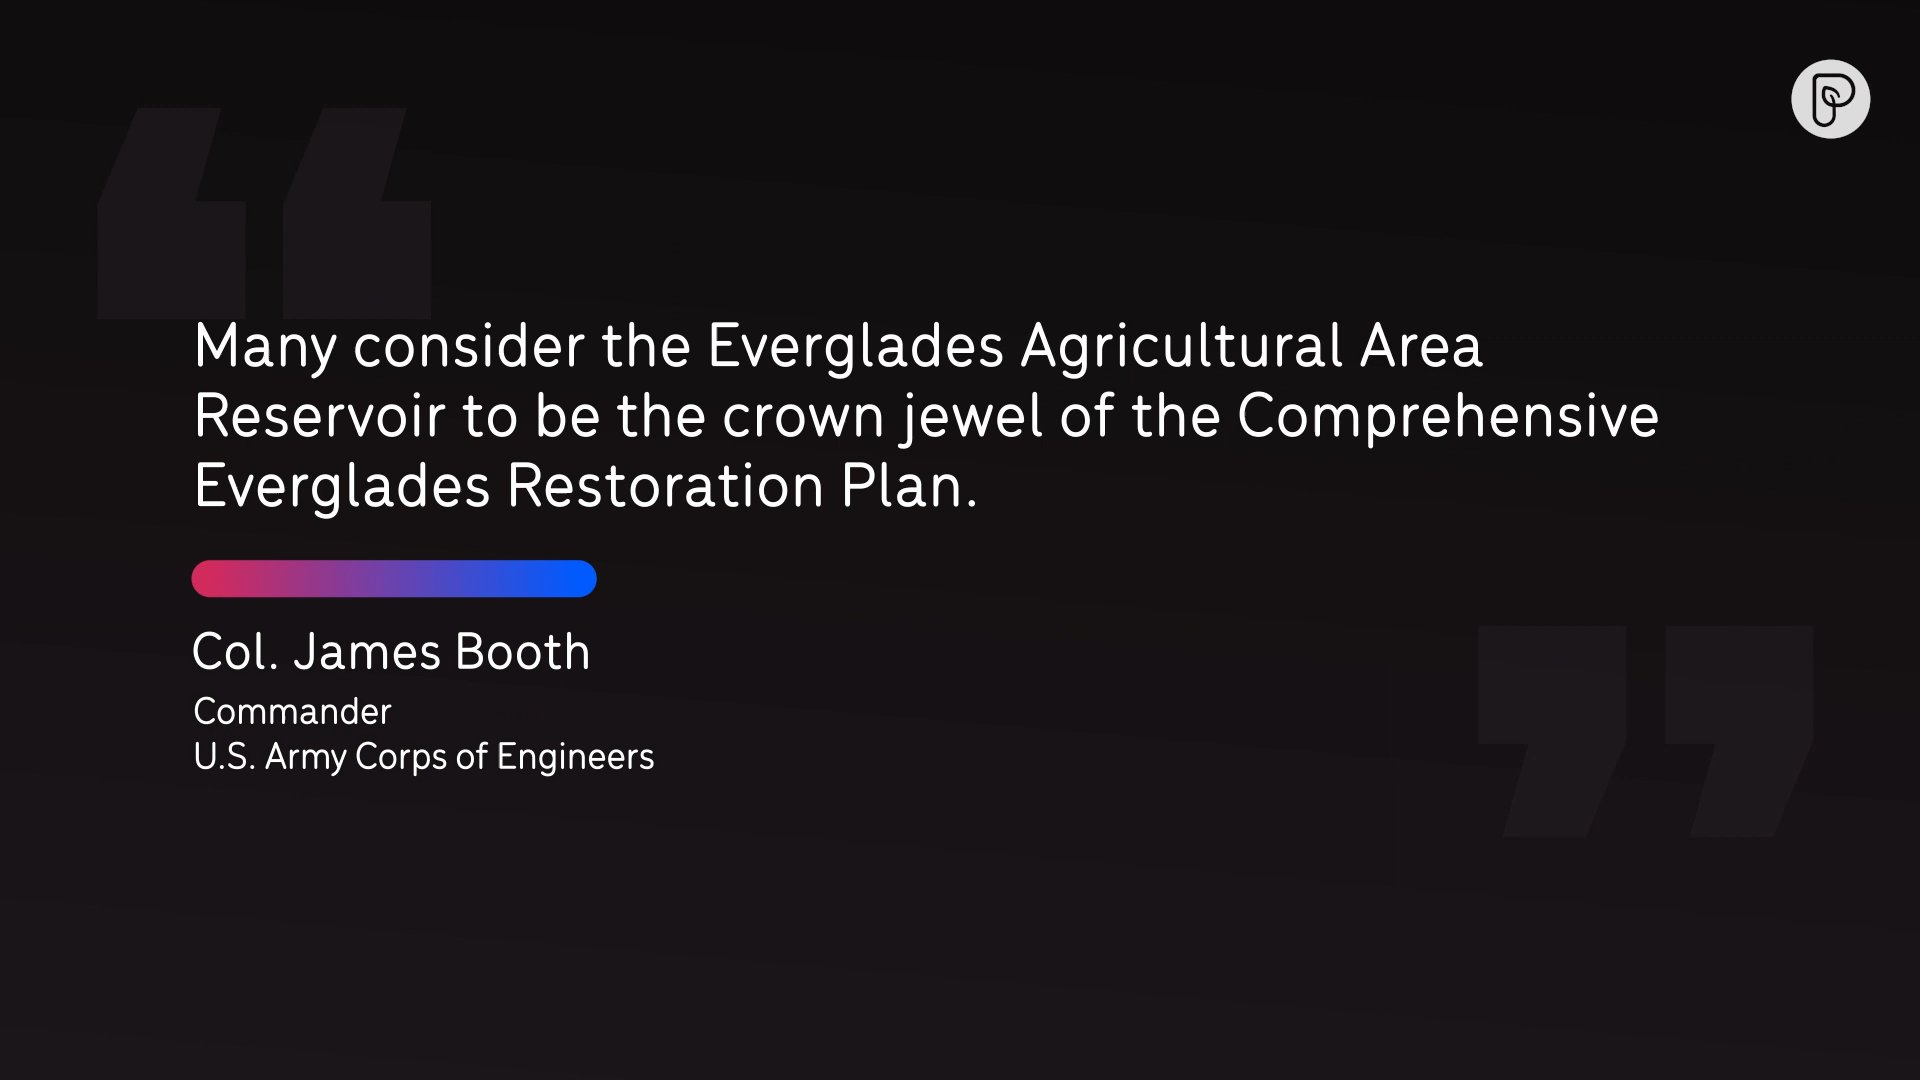 Many consider the Everglades Agricultural Area
Reservoir to be the crown jewel of the Comprehensive
Everglades Restoration Plan.
Col. James Booth
Commander
U.S. Army Corps of Engineers